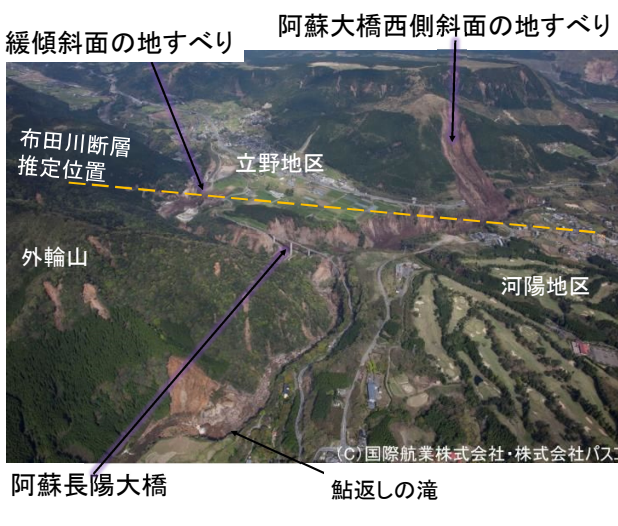 阿蘇大橋西側斜面の地すべり
緩傾斜面の地すべり
布田川断層
推定位置
立野地区
外輪山
河陽地区
(C)国際航業株式会社・株式会社パスコ
阿蘇長陽大橋
鮎返しの滝